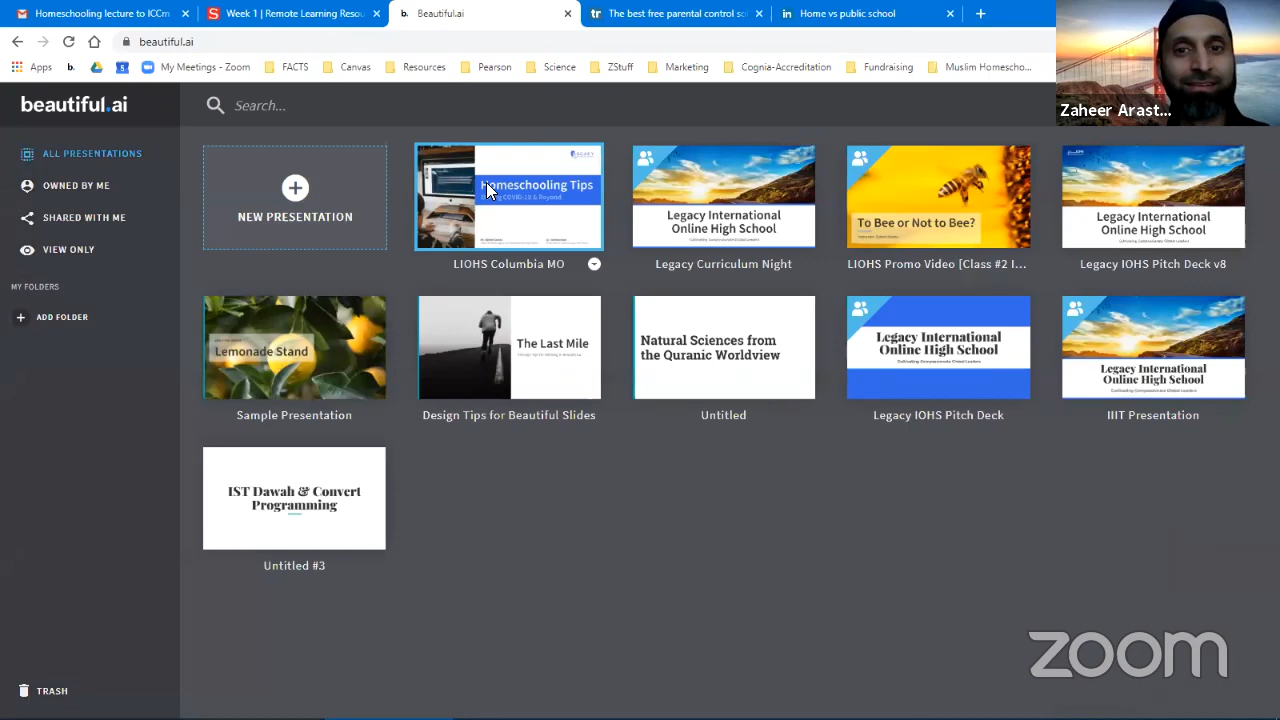 Homeschooling lecture to ICCm
Week 1 | Remote Learning Resou
Beautiful.ai
The best free parental control sol
Home vs public school
beautiful.ai
Apps
b.
My Meetings - Zoom
FACTS
Canvas
Resources
Pearson
Science
ZStuff
Marketing
Cognia-Accreditation
Fundraising
Muslim Homescho...
Zaheer Arast...
beautiful.ai
Search...
ALL PRESENTATIONS
OWNED BY ME
SHARED WITH ME
VIEW ONLY
MY FOLDERS
ADD FOLDER
TRASH
NEW PRESENTATION
Homeschooling Tips
LIOHS Columbia MO
Legacy International
Online High School
Legacy Curriculum Night
To Bee or Not to Bee?
LIOHS Promo Video [Class #2 I...
Legacy International
Online High School
Legacy IOHS Pitch Deck v8
Lemonade Stand
Sample Presentation
The Last Mile
Design Tips for Beautiful Slides
Natural Sciences from
the Quranic Worldview
Untitled
Legacy International
Online High School
Legacy IOHS Pitch Deck
Legacy International
Online High School
IIIT Presentation
IST Dawah & Convert
Programming
Untitled #3
zoom